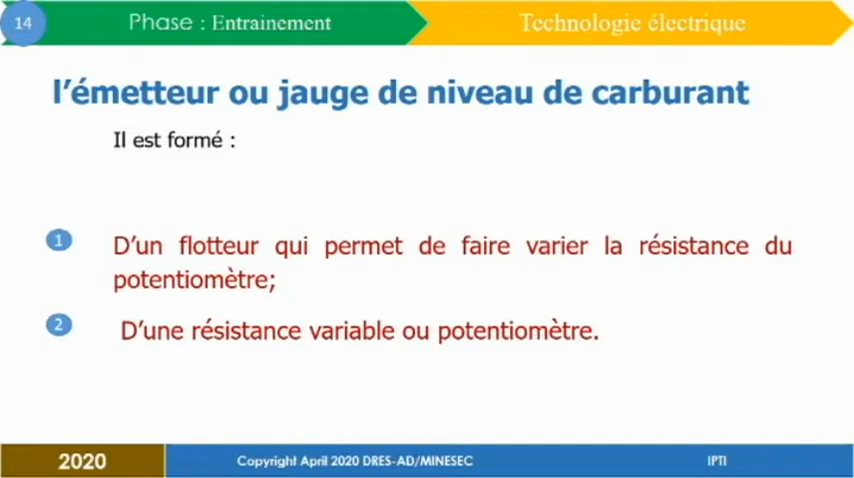 14
Phase : Entrainement
Technologie électrique
l’émetteur ou jauge de niveau de carburant
Il est formé :
1
D’un flotteur qui permet de faire varier la résistance du
potentiomètre;
2
D’une résistance variable ou potentiomètre.
2020
Copyright April 2020 DRES-AD/MINESEC
IPTI